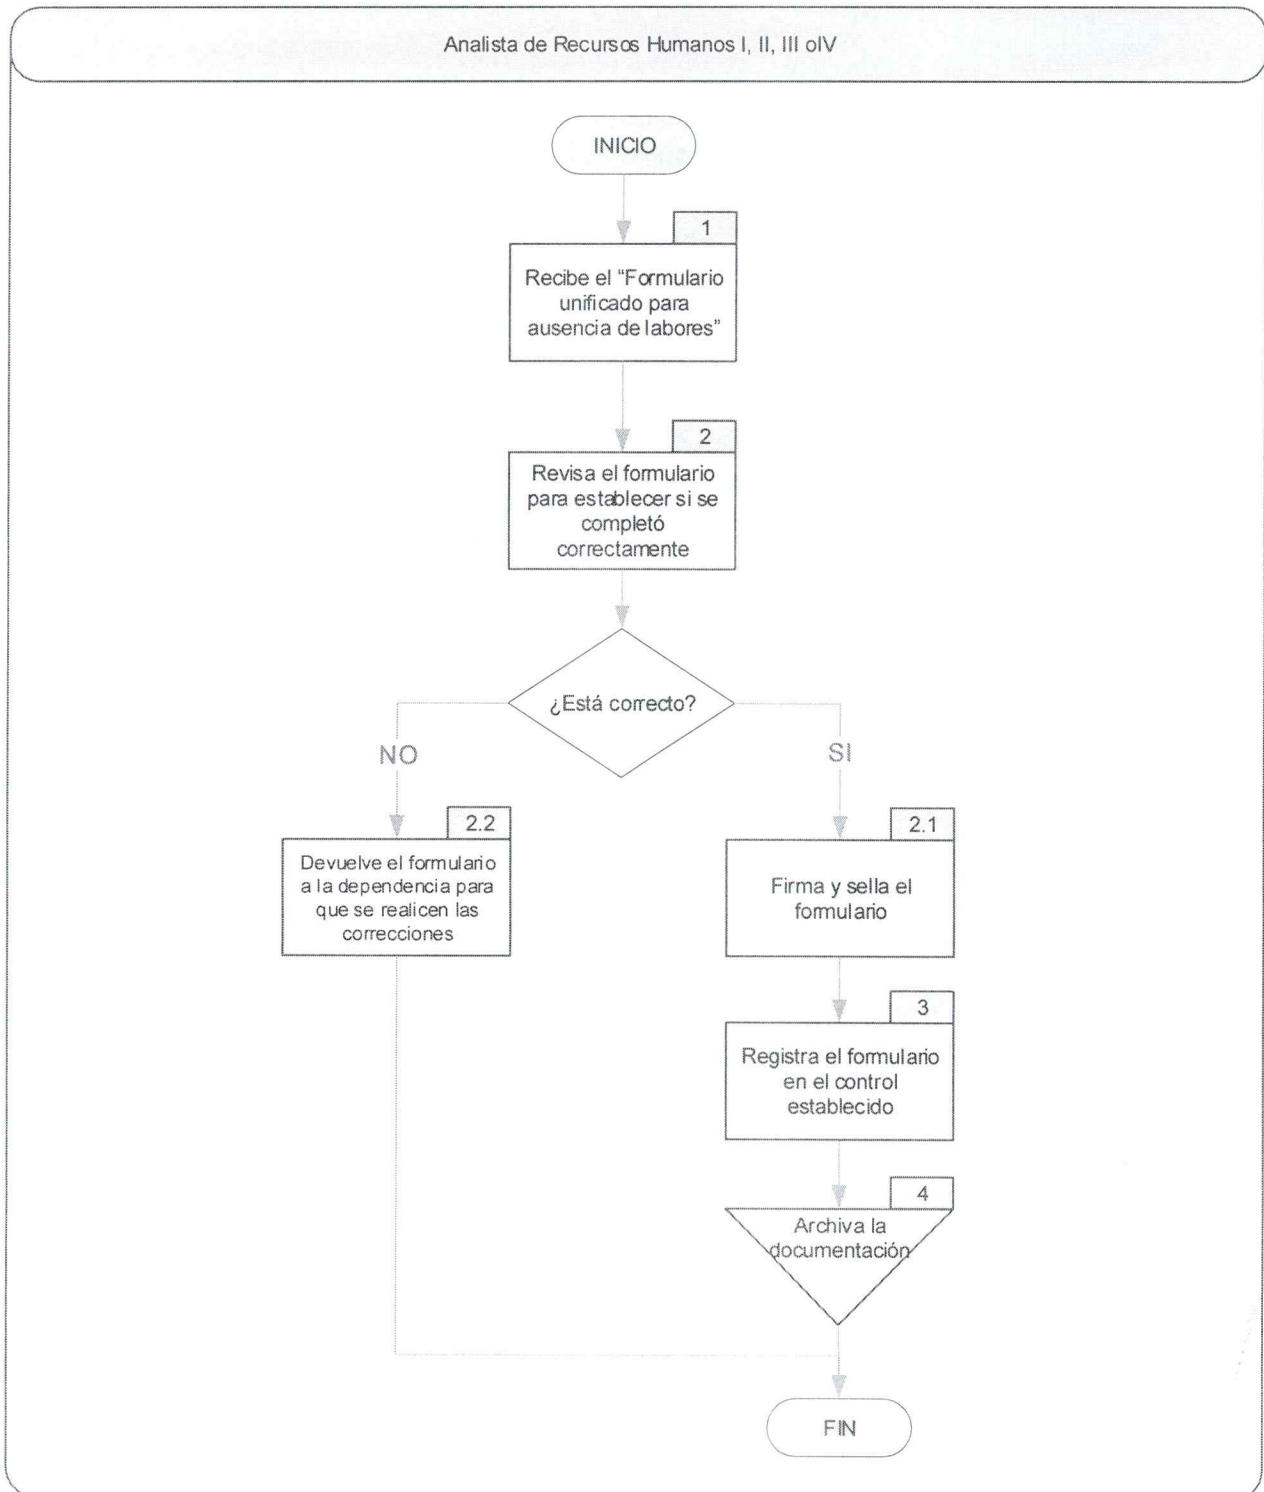 Analista de Recursos Humanos I, II, III oIV
INICIO
1
Recibe el “Formulario
unificado para
ausencia de labores”
2
Revisa el formulario
para establecer si se
completó
correctamente
¿Está correcto?
NO
SI
2.2
Devuelve el formulario
a la dependencia para
que se realicen las
correcciones
2.1
Firma y sella el
formulario
3
Registra el formulario
en el control
establecido
4
Archiva la
documentación
FIN